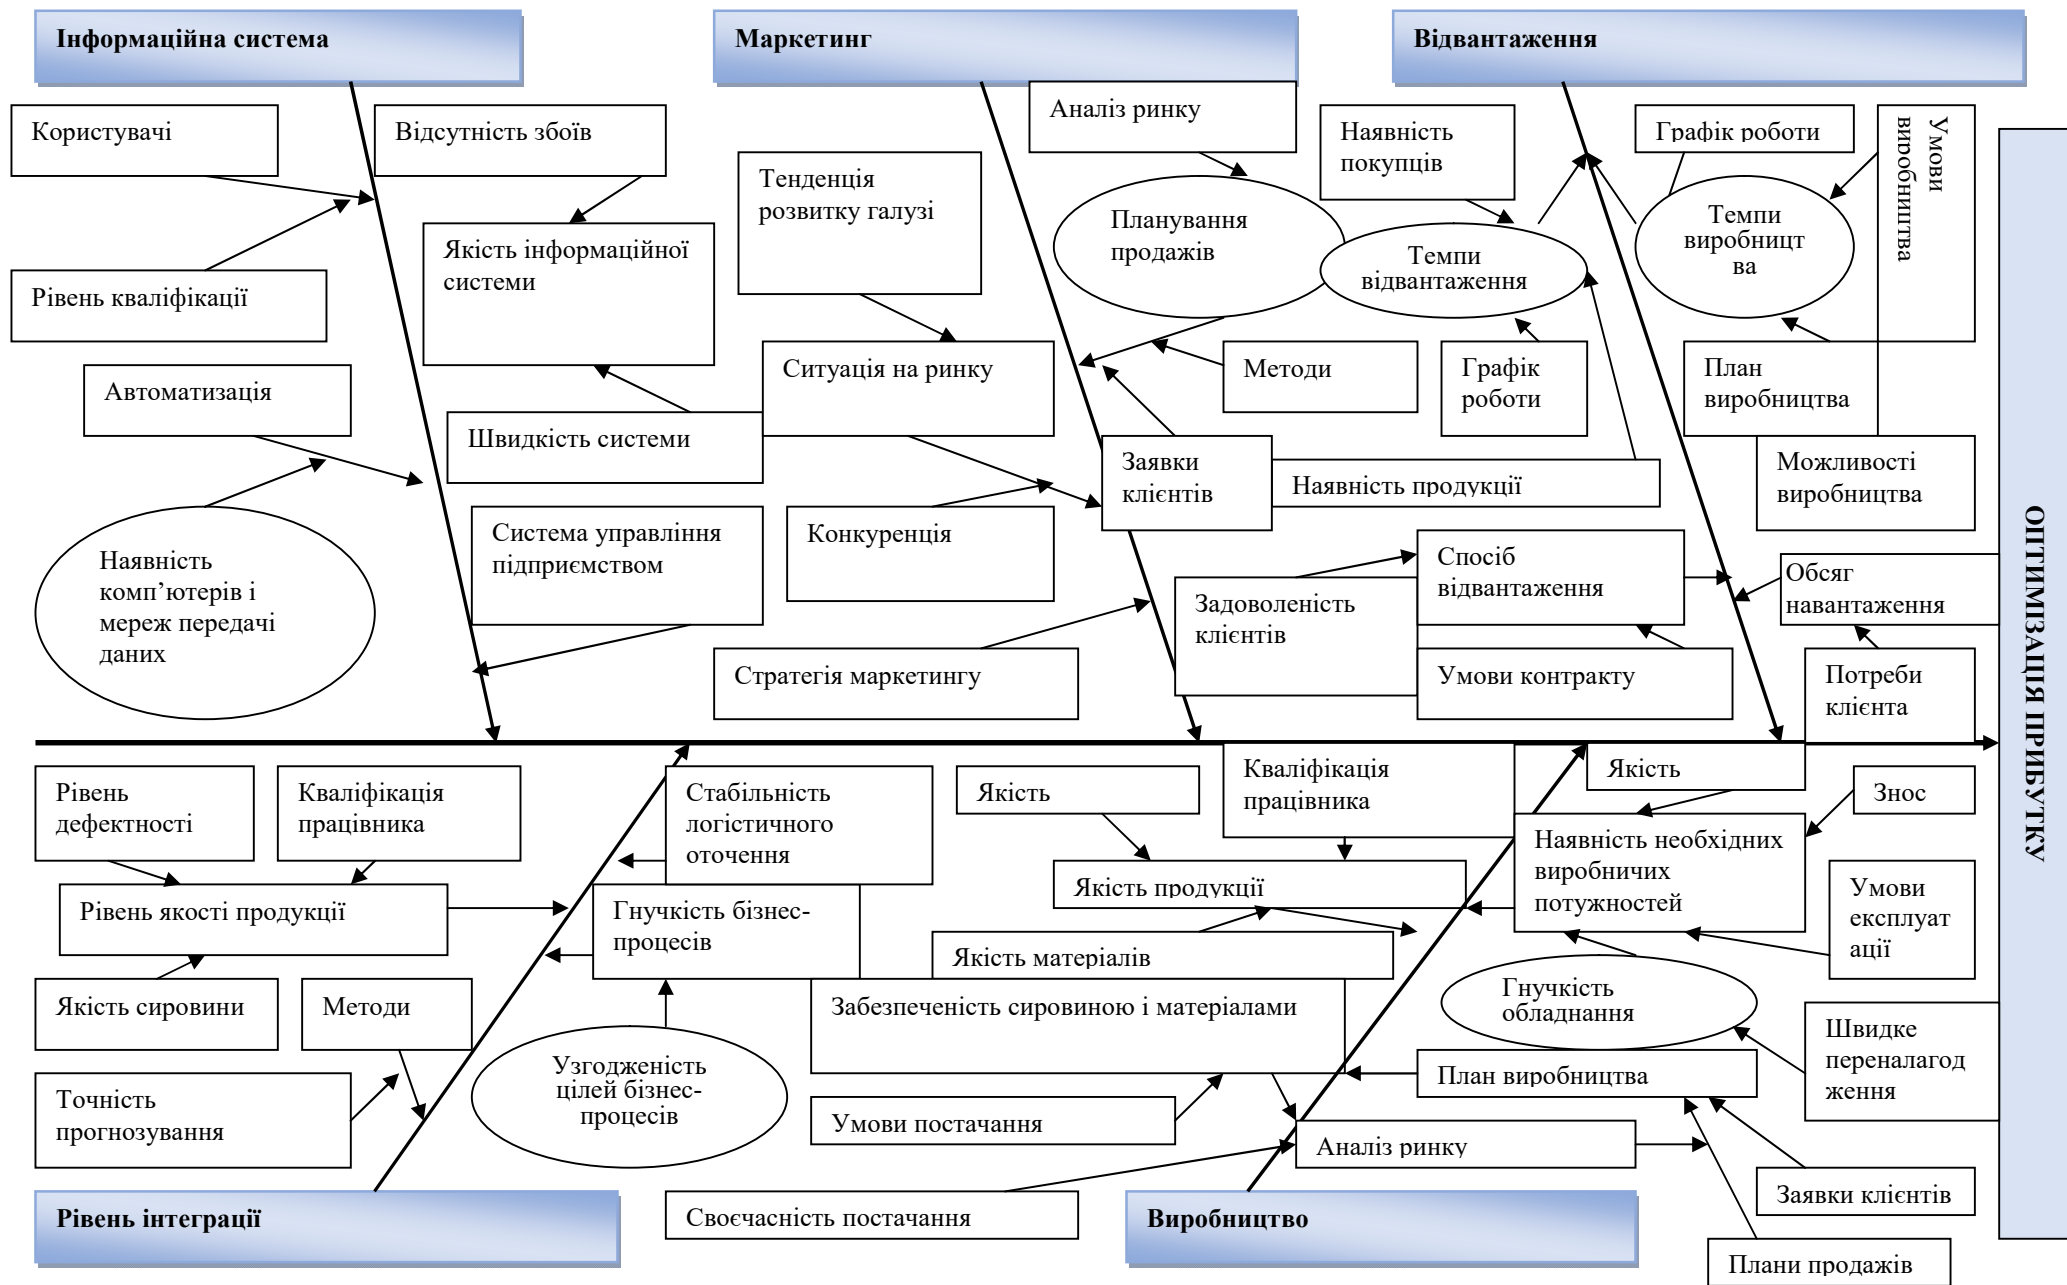 Інформаційна система
Маркетинг
Відвантаження
Користувачі
Відсутність збоїв
Аналіз ринку
Наявність
покупців
Графік роботи
Умови
виробництва
Тенденція
розвитку галузі
Планування
продажів
Темпи
виробницт
ва
Якість інформаційної
системи
Темпи
відвантаження
Рівень кваліфікації
Автоматизація
Ситуація на ринку
Методи
Графік
роботи
План
виробництва
Швидкість системи
Заявки
клієнтів
Наявність продукції
Можливості
виробництва
Наявність
комп’ютерів і
мереж передачі
даних
Система управління
підприємством
Конкуренція
Спосіб
відвантаження
Обсяг
навантаження
Задоволеність
клієнтів
Стратегія маркетингу
Умови контракту
Потреби
клієнта
ОПТИМІЗАЦІЯ ПРИБУТКУ
Рівень
дефектності
Кваліфікація
працівника
Стабільність
логістичного
оточення
Якість
Кваліфікація
працівника
Якість
Знос
Рівень якості продукції
Гнучкість бізнес-
процесів
Якість продукції
Наявність необхідних
виробничих
потужностей
Умови
експлуат
ації
Якість матеріалів
Якість сировини
Методи
Забезпеченість сировиною і матеріалами
Гнучкість
обладнання
Швидке
переналагод
ження
Точність
прогнозування
Узгодженість
цілей бізнес-
процесів
Умови постачання
План виробництва
Аналіз ринку
Заявки клієнтів
Рівень інтеграції
Своєчасність постачання
Виробництво
Плани продажів